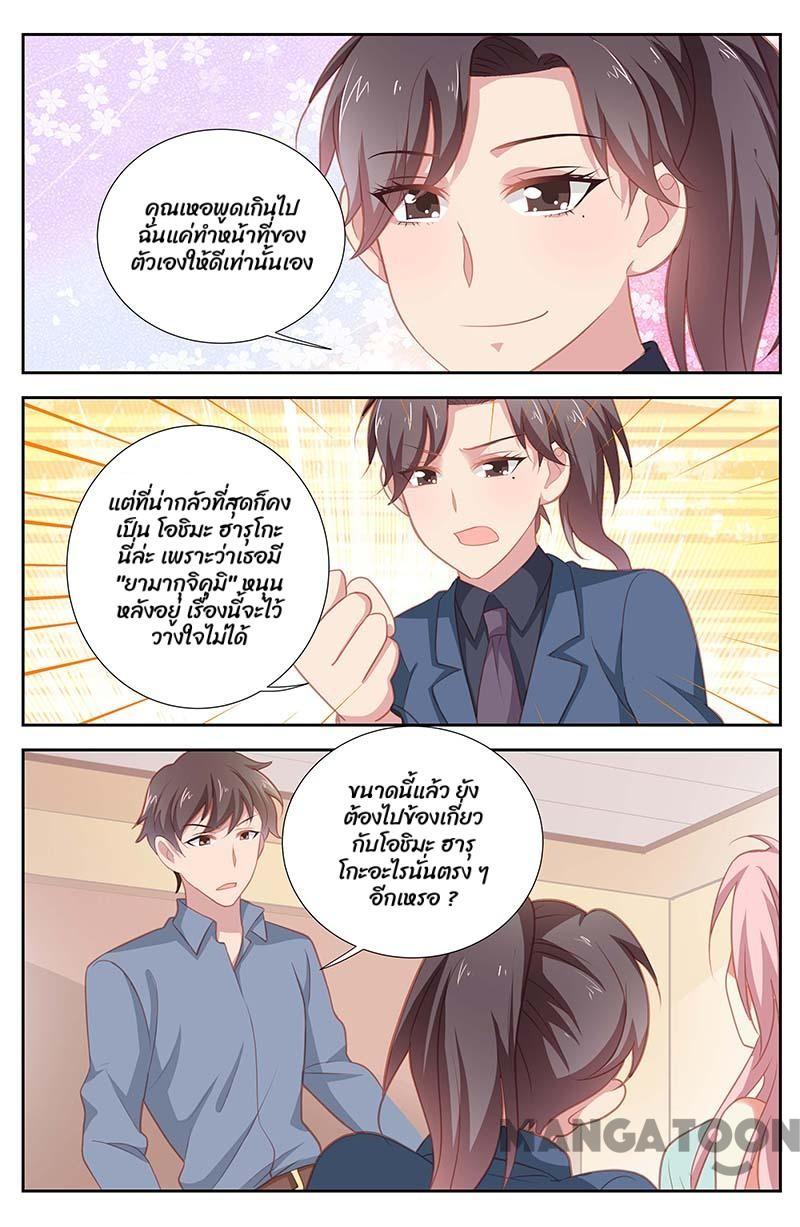 คุณเหอพูดเกินไป
ฉันแค่ทำหน้าที่ของ
ตัวเองให้ดีเท่านั้นเอง
แต่ที่น่ากลัวที่สุดก็คง
เป็น โอชิมะ ฮารุโกะ
นี่ล่ะ เพราะว่าเธอมี
"ยามากุจิคุมิ" หนุน
หลังอยู่ เรื่องนี้จะไว้
วางใจไม่ได้
ขนาดนี้แล้ว ยัง
ต้องไปข้องเกี่ยว
กับโอชิมะ ฮารุ
โกะอะไรนั่นตรง ๆ
อีกเหรอ ?
MANGATOON